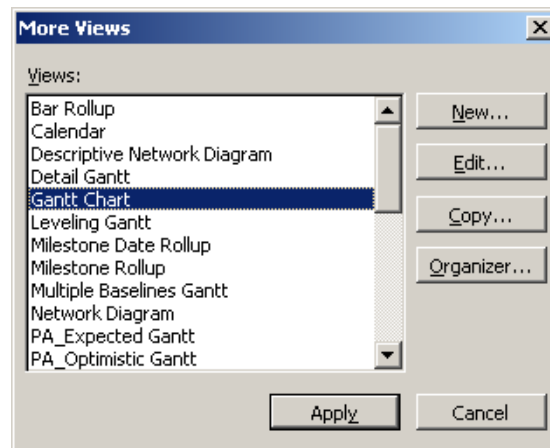 More Views
Views:
Bar Rollup
Calendar
Descriptive Network Diagram
Detail Gantt
Gantt Chart
Leveling Gantt
Milestone Date Rollup
Milestone Rollup
Multiple Baselines Gantt
Network Diagram
PA_Expected Gantt
PA_Optimistic Gantt
New...
Edit...
Copy...
Organizer...
Apply
Cancel